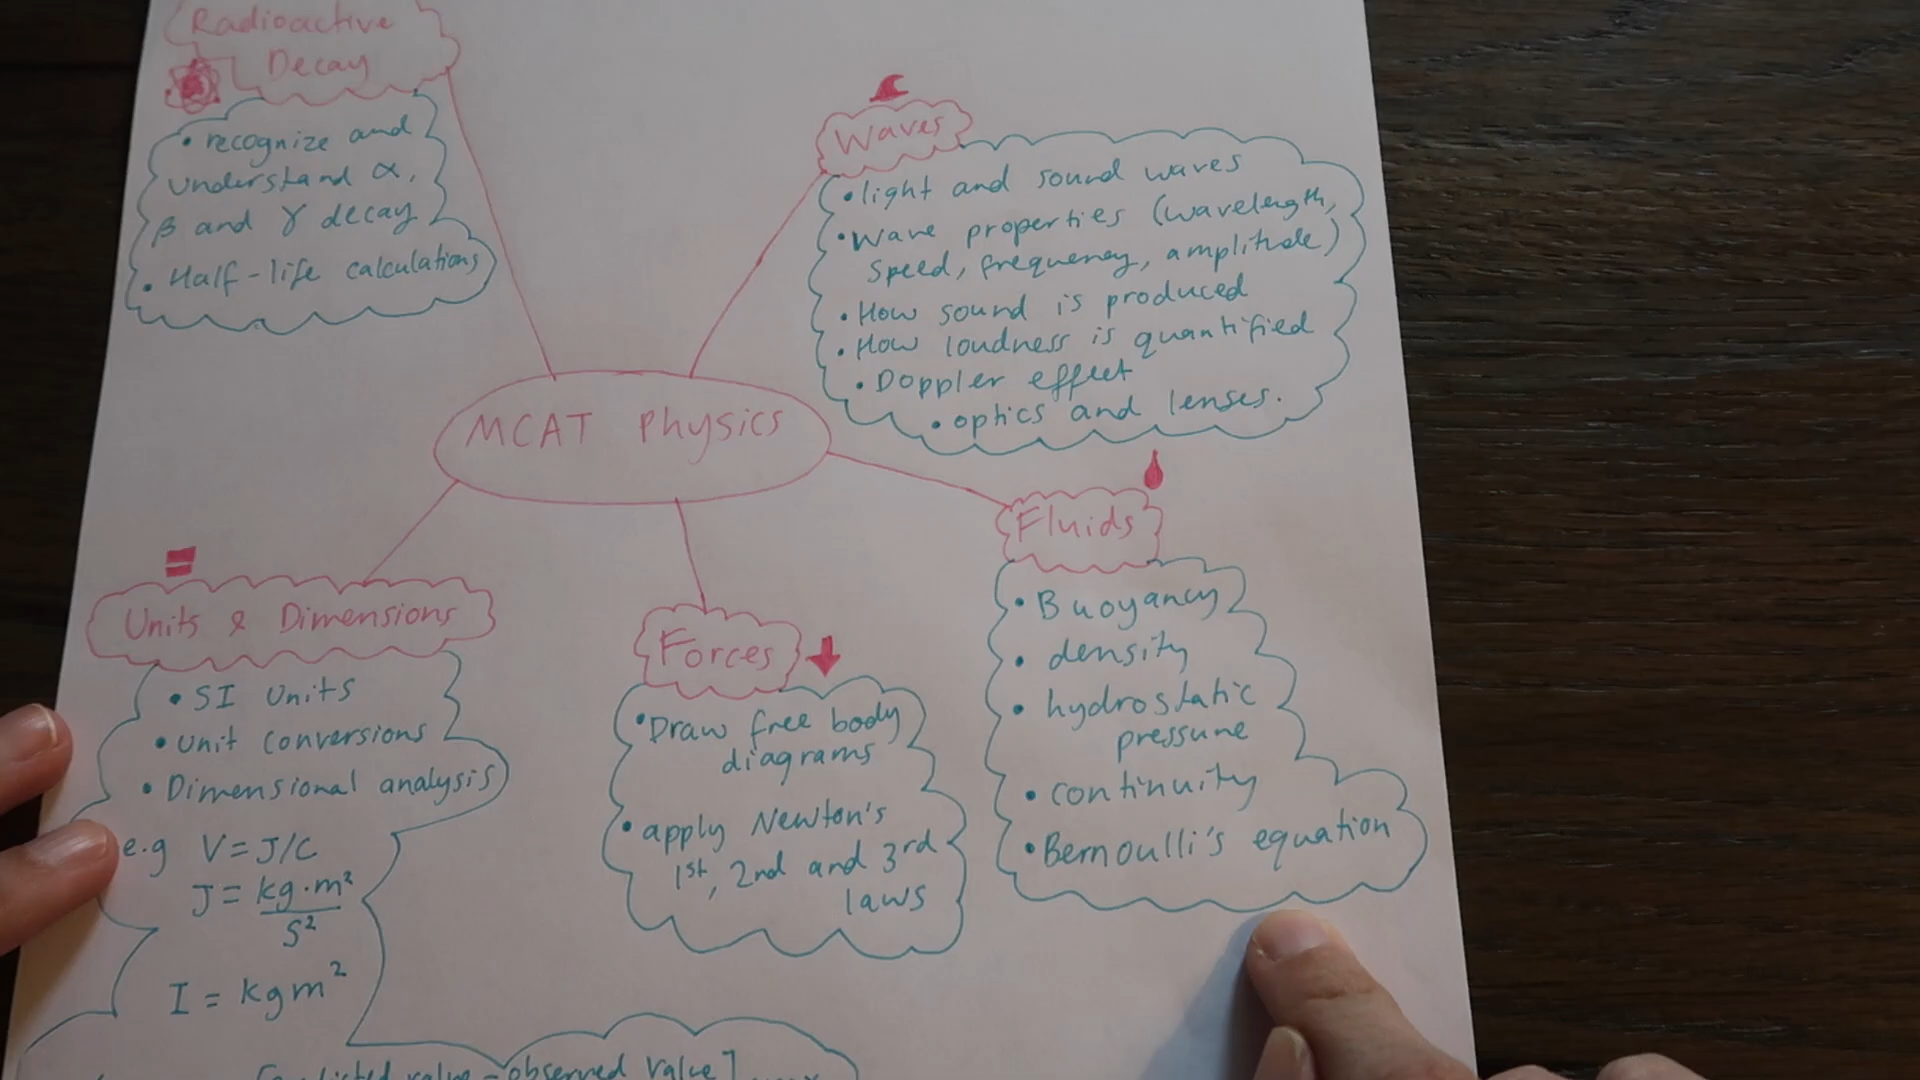 Radioactive
Decay
• recognize and
understand α,
β and γ decay
• Half-life calculations
Waves
• light and sound waves
• Wave properties (wavelength,
speed, frequency, amplitude)
• How sound is produced
• How loudness is quantified
• Doppler effect
• optics and lenses.
MCAT Physics
Fluids
• Buoyancy
• density
• hydrostatic
pressure
• continuity
• Bernoulli's equation
Forces
• Draw free body
diagrams
• apply Newton's
1st, 2nd and 3rd
laws
Units & Dimensions
• SI Units
• unit conversions
• Dimensional analysis
e.g V = J/C
J = kg·m²
S²
I = kgm²
value - observed value]